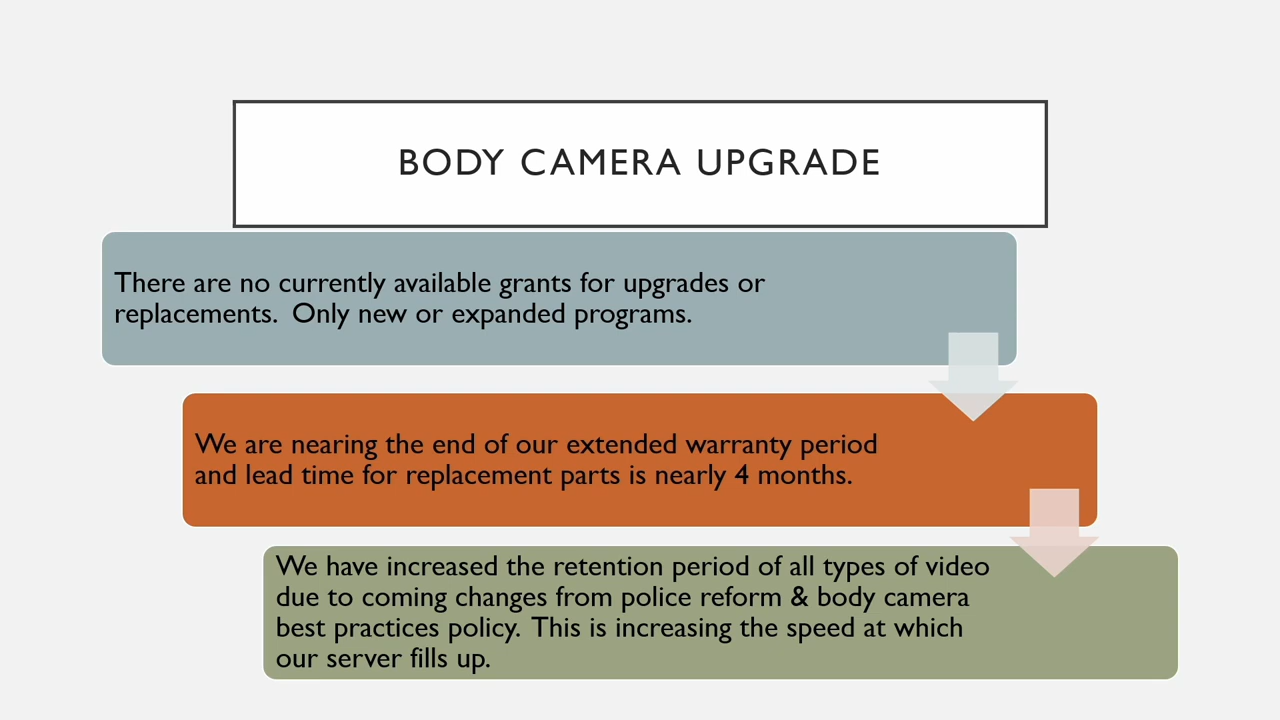 BODY CAMERA UPGRADE
There are no currently available grants for upgrades or
replacements.  Only new or expanded programs.
We are nearing the end of our extended warranty period
and lead time for replacement parts is nearly 4 months.
We have increased the retention period of all types of video
due to coming changes from police reform & body camera
best practices policy.  This is increasing the speed at which
our server fills up.